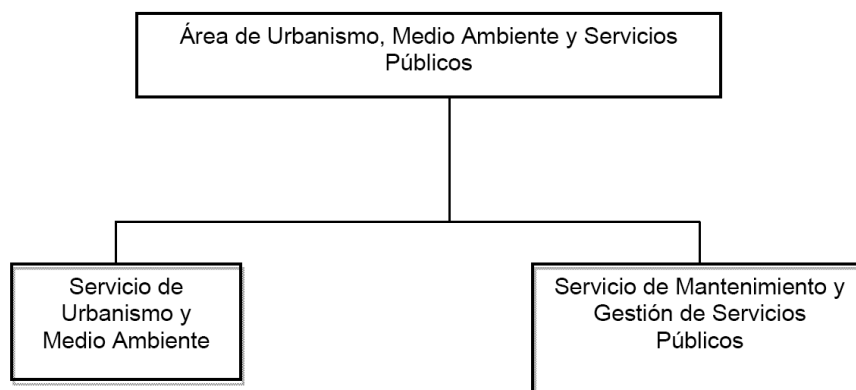 Área de Urbanismo, Medio Ambiente y Servicios
Públicos
Servicio de
Urbanismo y
Medio Ambiente
Servicio de Mantenimiento y
Gestión de Servicios
Públicos